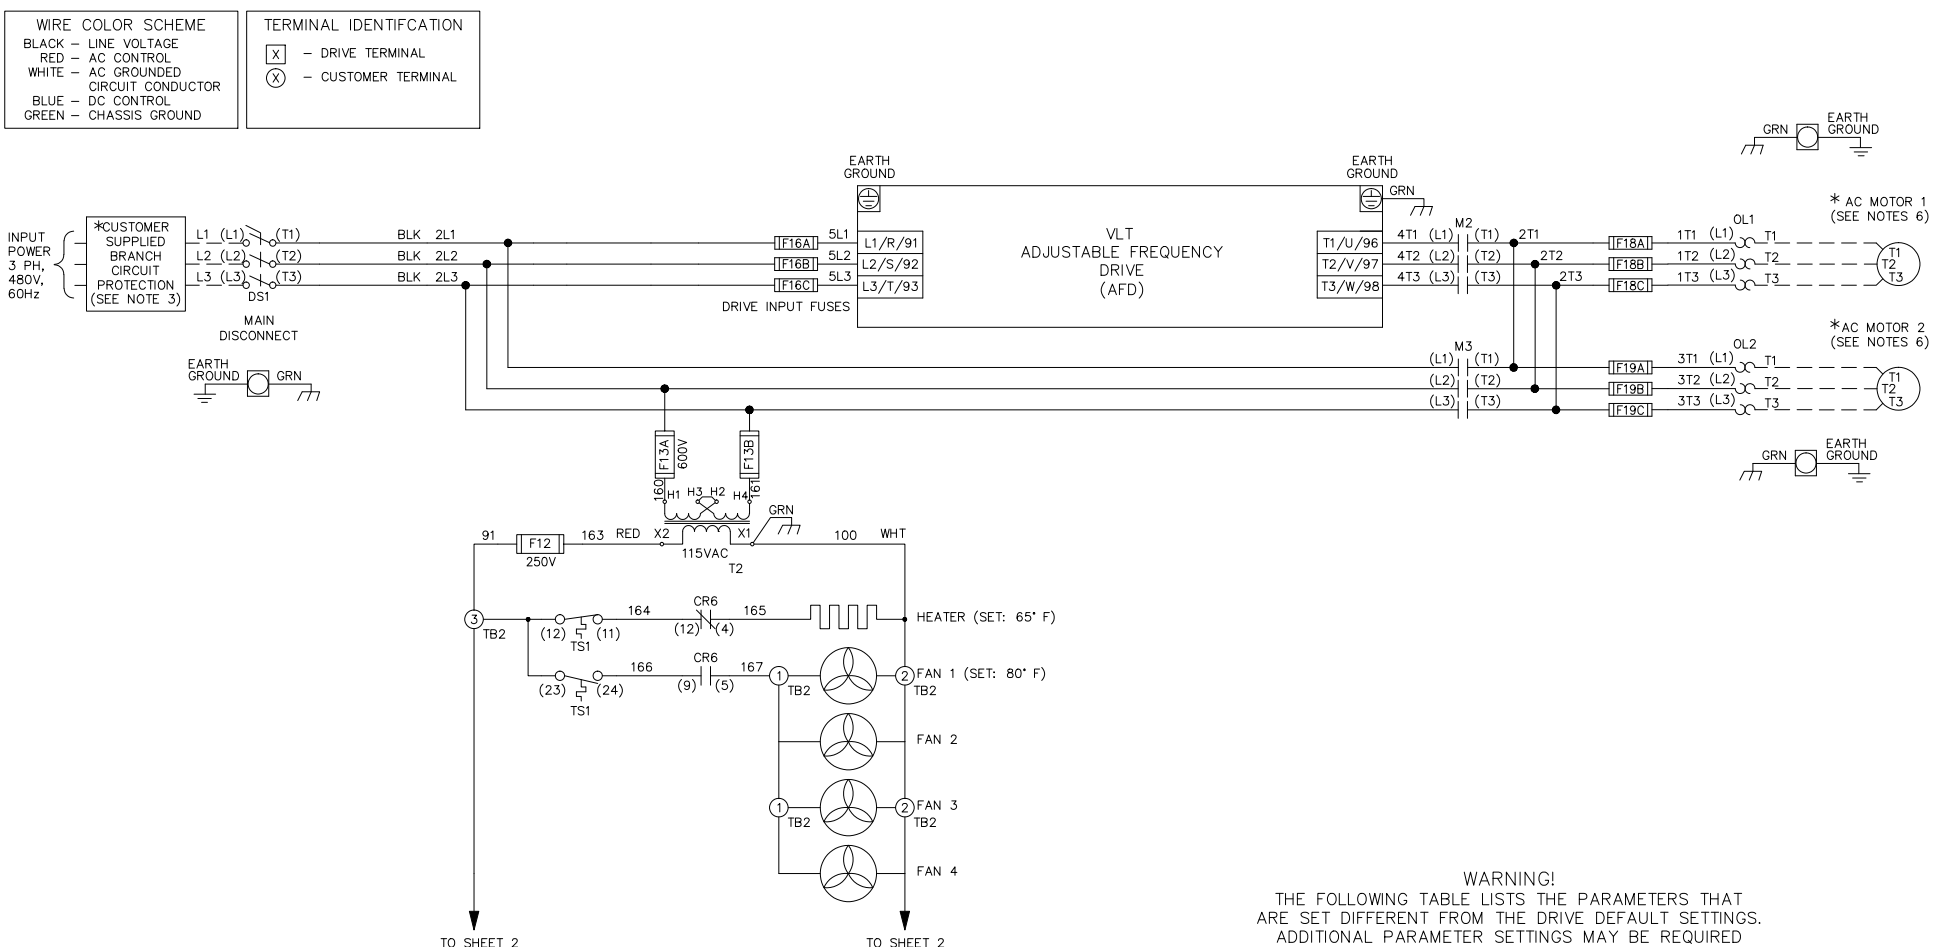 WIRE COLOR SCHEME
BLACK – LINE VOLTAGE
RED – AC CONTROL
WHITE – AC GROUNDED
CIRCUIT CONDUCTOR
BLUE – DC CONTROL
GREEN – CHASSIS GROUND
TERMINAL IDENTIFCATION
X – DRIVE TERMINAL
X – CUSTOMER TERMINAL
GRN
EARTH
GROUND
INPUT
POWER
3 PH,
480V,
60Hz
*CUSTOMER
SUPPLIED
BRANCH
CIRCUIT
PROTECTION
(SEE NOTE 3)
L1 (L1) (T1) BLK 2L1
L2 (L2) (T2) BLK 2L2
L3 (L3) (T3) BLK 2L3
DS1
MAIN
DISCONNECT
EARTH
GROUND
GRN
F16A 5L1
F16B 5L2
F16C 5L3
DRIVE INPUT FUSES
EARTH
GROUND
L1/R/91
L2/S/92
L3/T/93
VLT
ADJUSTABLE FREQUENCY
DRIVE
(AFD)
EARTH
GROUND
GRN
T1/U/96
T2/V/97
T3/W/98
M2
4T1 (L1) (T1) 2T1
4T2 (L2) (T2) 2T2
4T3 (L3) (T3) 2T3
OL1
F18A 1T1 (L1) T1
F18B 1T2 (L2) T2
F18C 1T3 (L3) T3
* AC MOTOR 1
(SEE NOTES 6)
T1
T2
T3
M3
(L1) (T1)
(L2) (T2)
(L3) (T3)
OL2
F19A 3T1 (L1) T1
F19B 3T2 (L2) T2
F19C 3T3 (L3) T3
*AC MOTOR 2
(SEE NOTES 6)
T1
T2
T3
GRN
EARTH
GROUND
F13A
600V
F13B
160
161
H1 H3 H2 H4
GRN
91 F12 163 RED X2 X1 100 WHT
250V
115VAC
T2
3
TB2
(12) (11)
TS1
164
CR6
(12) (4)
165
HEATER (SET: 65° F)
(23) (24)
TS1
166
CR6
(9) (5)
167
1
TB2
2
TB2
FAN 1 (SET: 80° F)
FAN 2
1
TB2
2
TB2
FAN 3
FAN 4
TO SHEET 2
TO SHEET 2
WARNING!
THE FOLLOWING TABLE LISTS THE PARAMETERS THAT
ARE SET DIFFERENT FROM THE DRIVE DEFAULT SETTINGS.
ADDITIONAL PARAMETER SETTINGS MAY BE REQUIRED